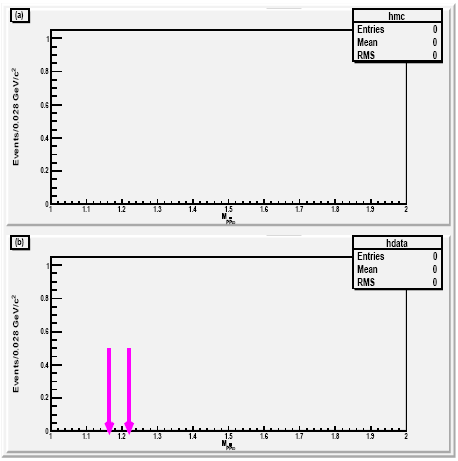 (a)
hmc
Entries 0
Mean 0
RMS 0
Events/0.028 GeV/c²
1
0.8
0.6
0.4
0.2
0
1 1.1 1.2 1.3 1.4 1.5 1.6 1.7 1.8 1.9 2
(b)
hdata
Entries 0
Mean 0
RMS 0
Events/0.028 GeV/c²
1
0.8
0.6
0.4
0.2
0
1 1.1 1.2 1.3 1.4 1.5 1.6 1.7 1.8 1.9 2